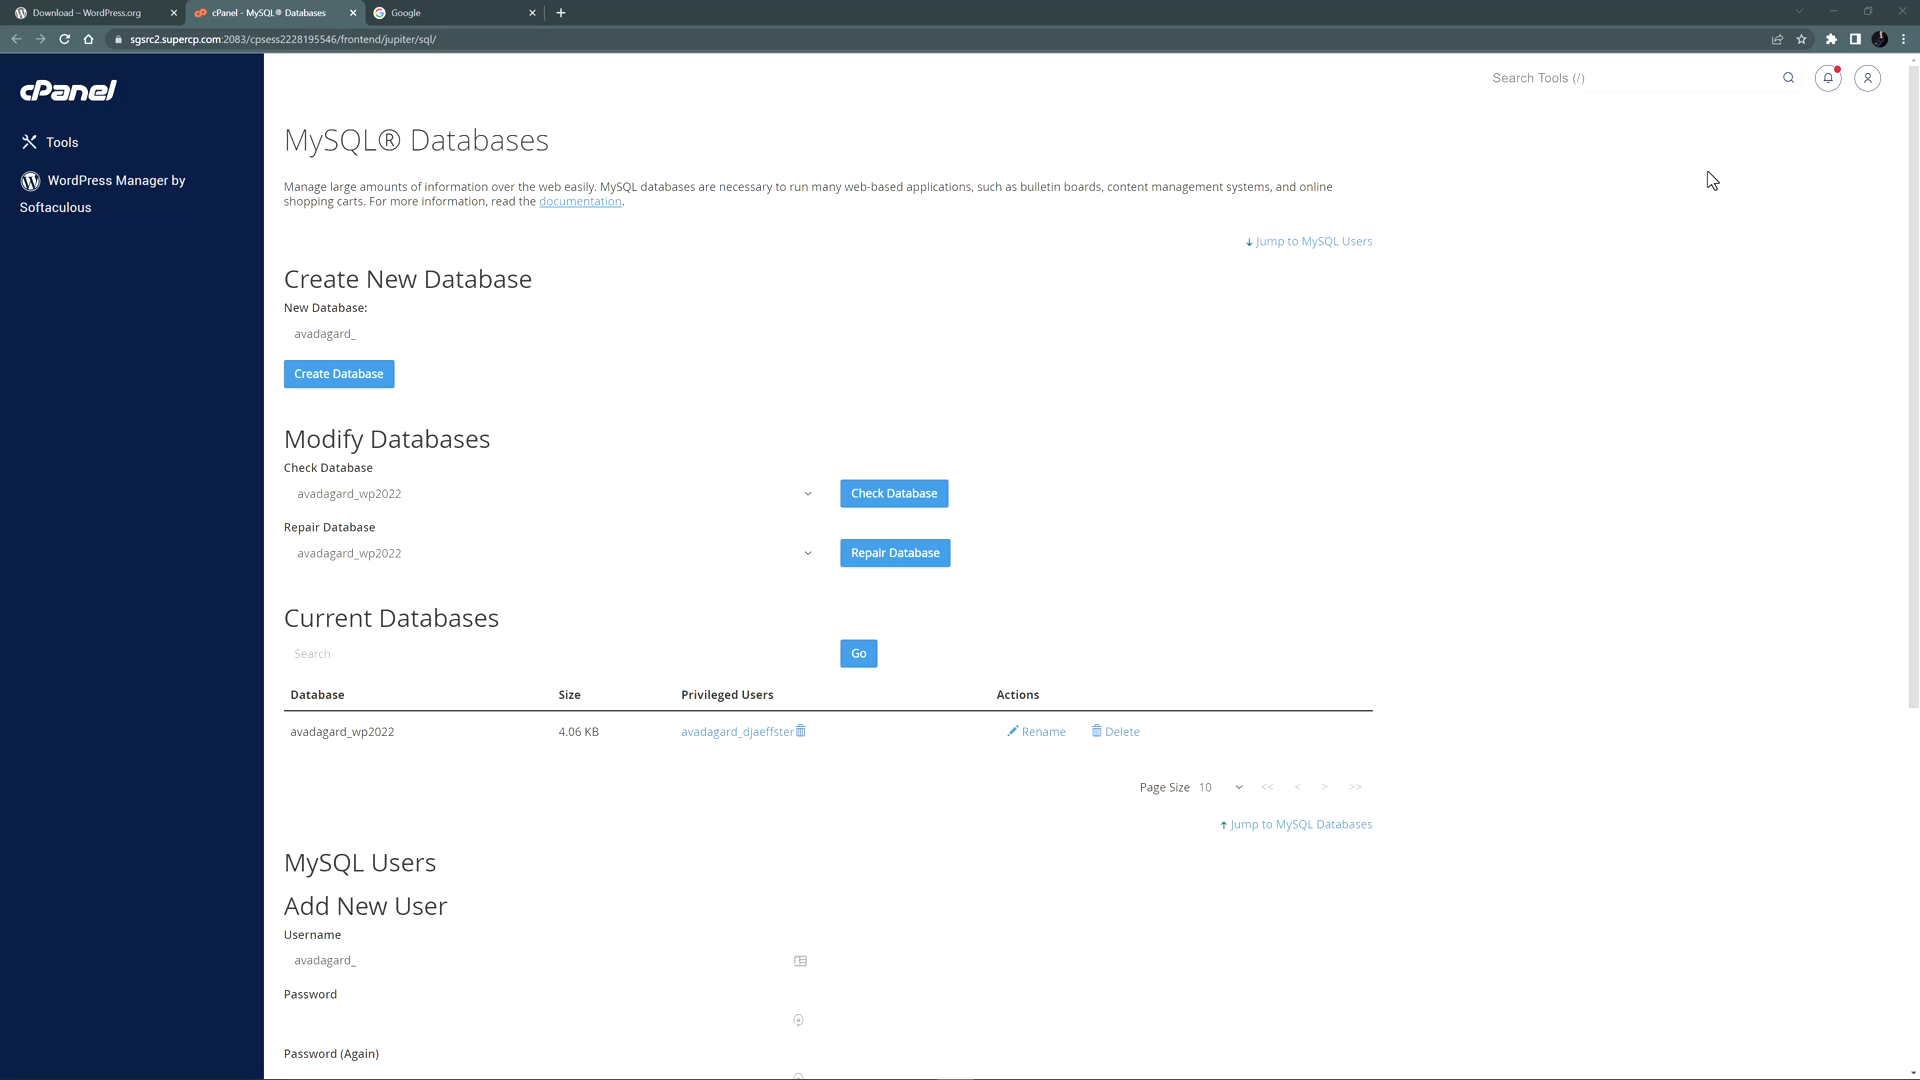 Download – WordPress.org
cPanel - MySQL® Databases
Google
sgsrc2.supercp.com:2083/cpsess2228195546/frontend/jupiter/sql/
cPanel
Search Tools (/)
Tools
WordPress Manager by
Softaculous
MySQL® Databases
Manage large amounts of information over the web easily. MySQL databases are necessary to run many web-based applications, such as bulletin boards, content management systems, and online
shopping carts. For more information, read the documentation.
Jump to MySQL Users
Create New Database
New Database:
avadagard_
Create Database
Modify Databases
Check Database
avadagard_wp2022
Check Database
Repair Database
avadagard_wp2022
Repair Database
Current Databases
Search
Go
Database Size Privileged Users Actions
avadagard_wp2022 4.06 KB avadagard_djaeffster Rename Delete
Page Size 10 << < > >>
Jump to MySQL Databases
MySQL Users
Add New User
Username
avadagard_
Password
Password (Again)